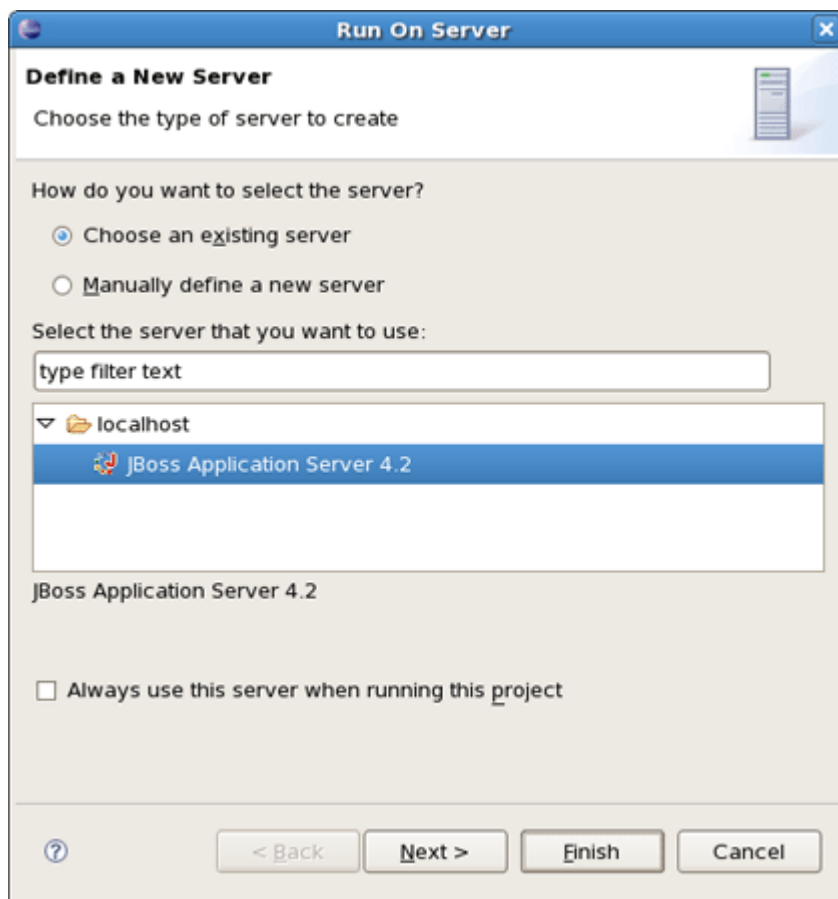 Run On Server
Define a New Server
Choose the type of server to create
How do you want to select the server?
Choose an existing server
Manually define a new server
Select the server that you want to use:
type filter text
localhost
JBoss Application Server 4.2
JBoss Application Server 4.2
Always use this server when running this project
? < Back Next > Finish Cancel